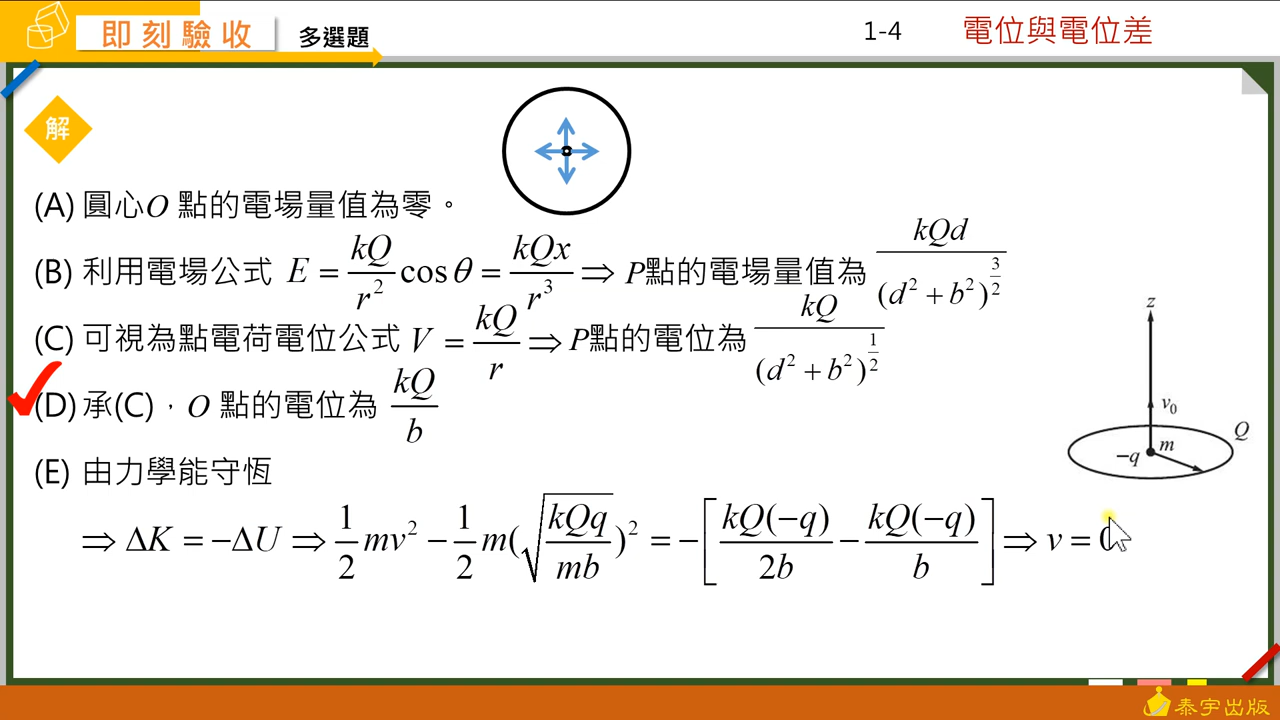 即刻驗收 多選題 1-4 電位與電位差
解
(A) 圓心O 點的電場量值為零。
(B) 利用電場公式 E = kQ/r² cosθ = kQx/r³ ⇒ P點的電場量值為 kQd/(d² + b²)^(3/2)
(C) 可視為點電荷電位公式 V = kQ/r ⇒ P點的電位為 kQ/(d² + b²)^(1/2)
(D) 承(C)，O 點的電位為 kQ/b
(E) 由力學能守恆
⇒ ΔK = −ΔU ⇒ 1/2 mv² − 1/2 m(√(kQq/mb))² = −[kQ(−q)/2b − kQ(−q)/b] ⇒ v = 0
z
v₀
Q
m
−q
泰宇出版